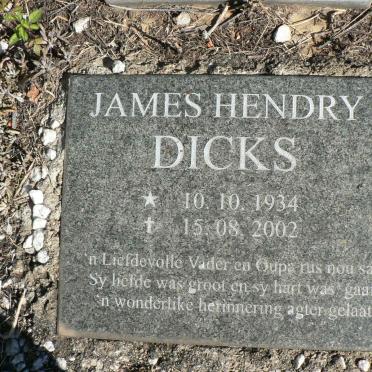 JAMES HENDRY
DICKS
★ 10. 10. 1934
✝ 15. 08. 2002
'n Liefdevolle Vader en Oupa rus nou
Sy liefde was groot en sy hart was
'n wonderlike herinnering agter